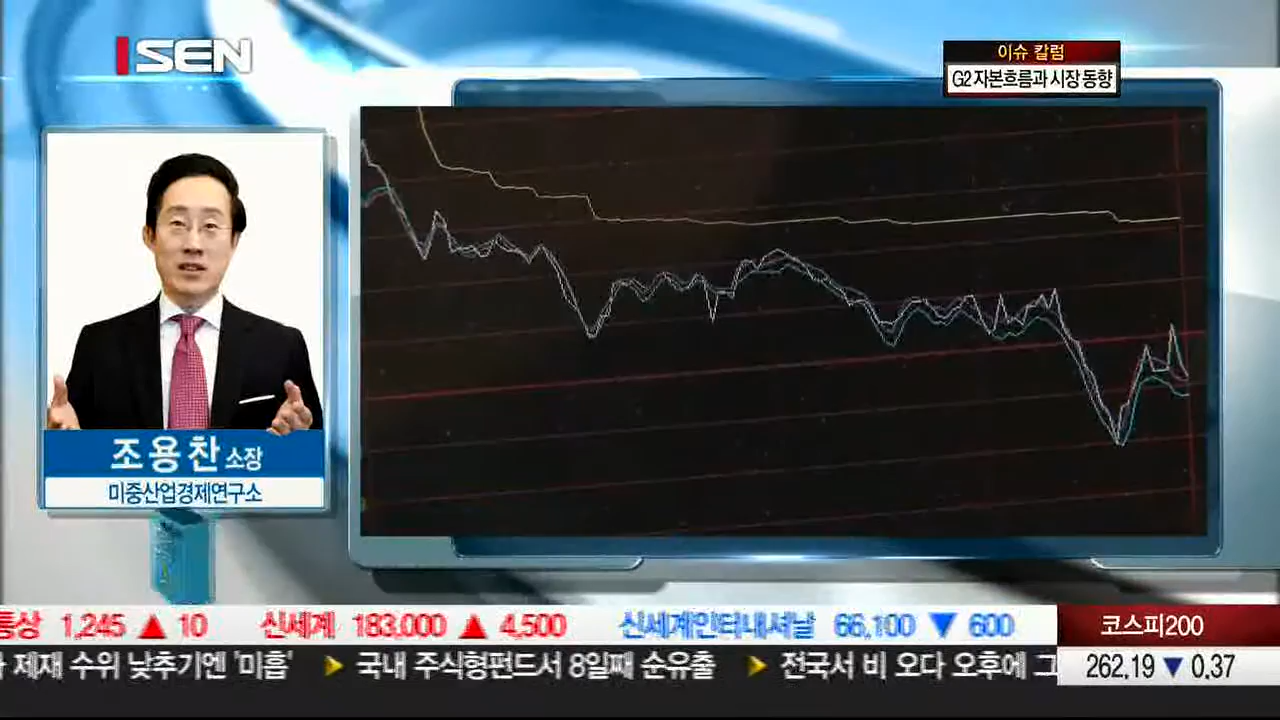 SEN
이슈 칼럼
G2 자본흐름과 시장 동향
조용찬 소장
미중산업경제연구소
통상 1,245 ▲ 10 신세계 183,000 ▲ 4,500 신세계인터내셔날 66,100 ▼ 600
코스피200
제재 수위 낮추기엔 '미흡' 국내 주식형펀드서 8일째 순유출 전국서 비 오다 오후에 그
262.19 ▼ 0.37